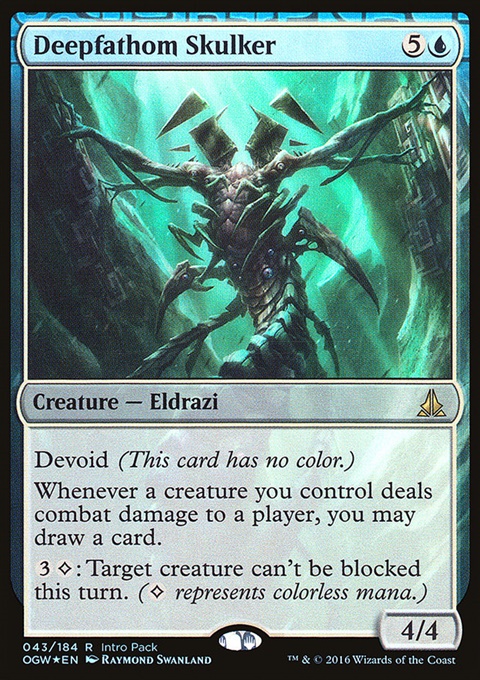 Deepfathom Skulker 5
Creature — Eldrazi
Devoid (This card has no color.)
Whenever a creature you control deals
combat damage to a player, you may
draw a card.
3 ◇: Target creature can't be blocked
this turn. (◇ represents colorless mana.)
4/4
043/184 R Intro Pack
OGW★EN Raymond Swanland
™ & © 2016 Wizards of the Coast